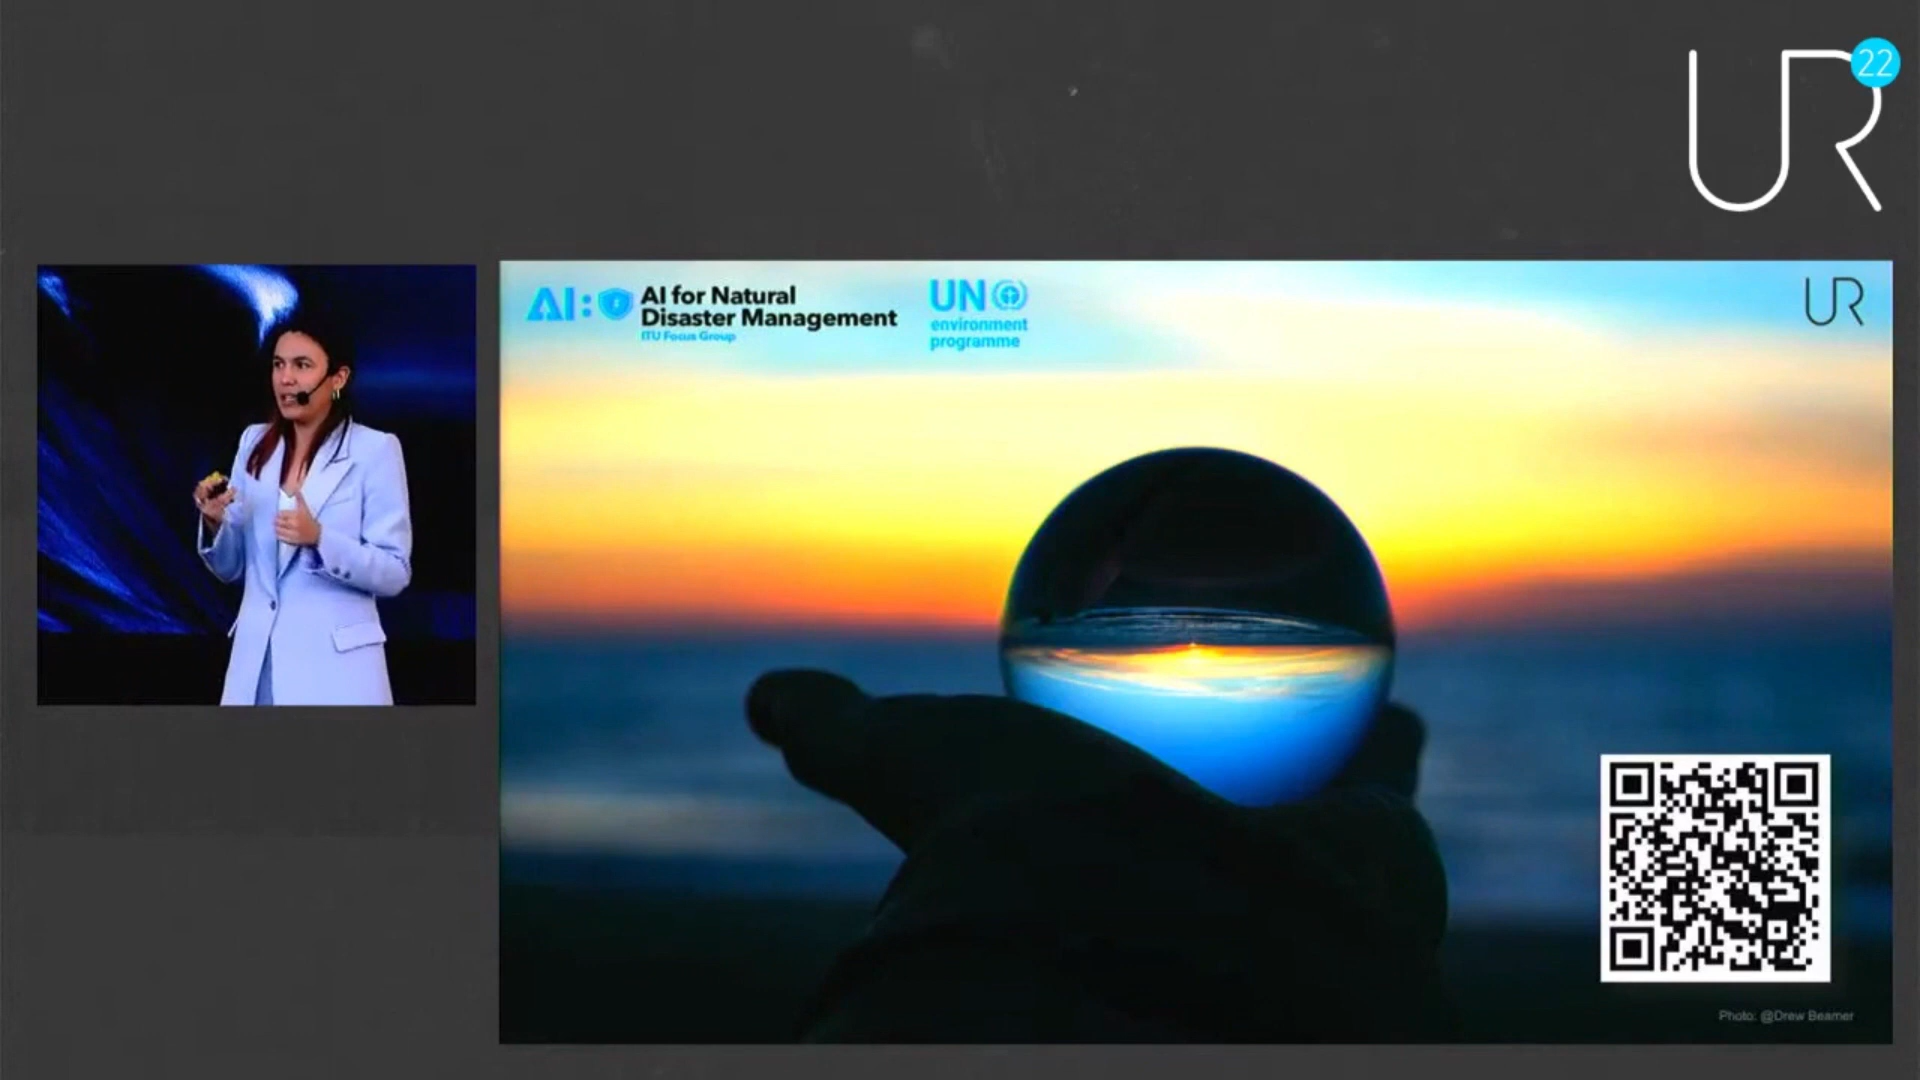 UR
22
AI:
AI for Natural
Disaster Management
ITU Focus Group
UN
environment
programme
UR
Photo: @Drew Beamer